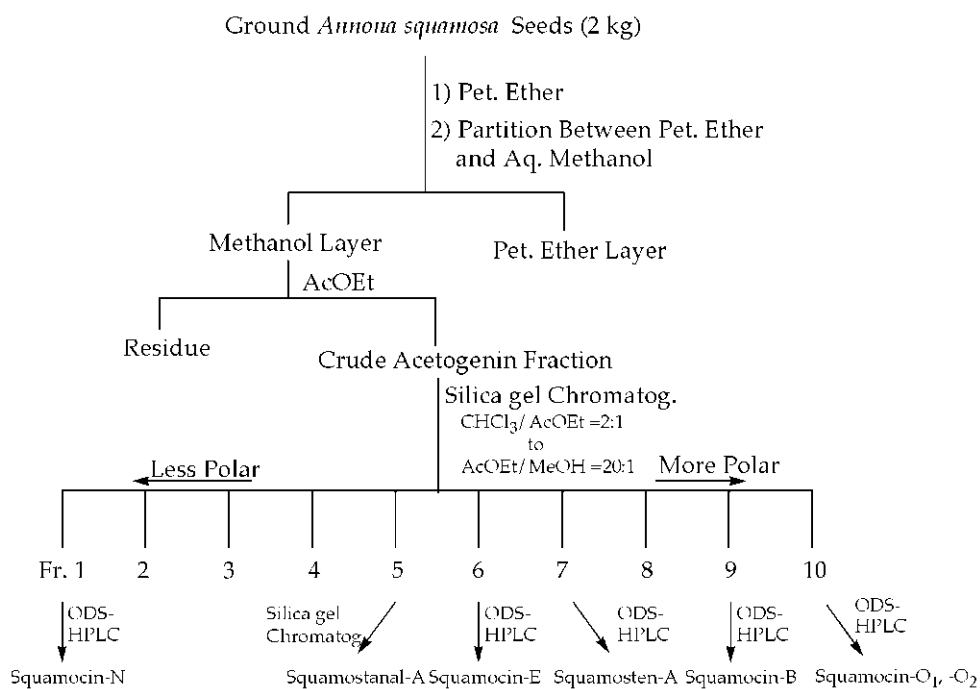 Ground Annona squamosa Seeds (2 kg)
1) Pet. Ether
2) Partition Between Pet. Ether
and Aq. Methanol
Methanol Layer
Pet. Ether Layer
AcOEt
Residue
Crude Acetogenin Fraction
Silica gel Chromatog.
CHCl3/ AcOEt =2:1
to
AcOEt/ MeOH =20:1
Less Polar
More Polar
Fr. 1 2 3 4 5 6 7 8 9 10
ODS-
HPLC
Silica gel
Chromatog
ODS-
HPLC
ODS-
HPLC
ODS-
HPLC
ODS-
HPLC
Squamocin-N
Squamostanal-A
Squamocin-E
Squamosten-A
Squamocin-B
Squamocin-O1, -O2